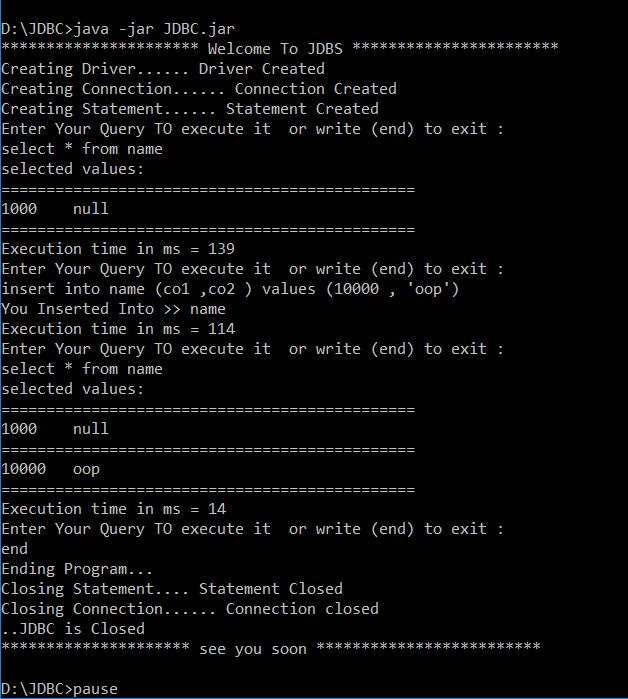 D:\JDBC>java -jar JDBC.jar
********************** Welcome To JDBS ***********************
Creating Driver...... Driver Created
Creating Connection...... Connection Created
Creating Statement...... Statement Created
Enter Your Query TO execute it  or write (end) to exit :
select * from name
selected values:
==============================================
1000    null
==============================================
Execution time in ms = 139
Enter Your Query TO execute it  or write (end) to exit :
insert into name (co1 ,co2 ) values (10000 , 'oop')
You Inserted Into >> name
Execution time in ms = 114
Enter Your Query TO execute it  or write (end) to exit :
select * from name
selected values:
==============================================
1000    null
==============================================
10000   oop
==============================================
Execution time in ms = 14
Enter Your Query TO execute it  or write (end) to exit :
end
Ending Program...
Closing Statement.... Statement Closed
Closing Connection...... Connection closed
..JDBC is Closed
********************* see you soon *************************
D:\JDBC>pause